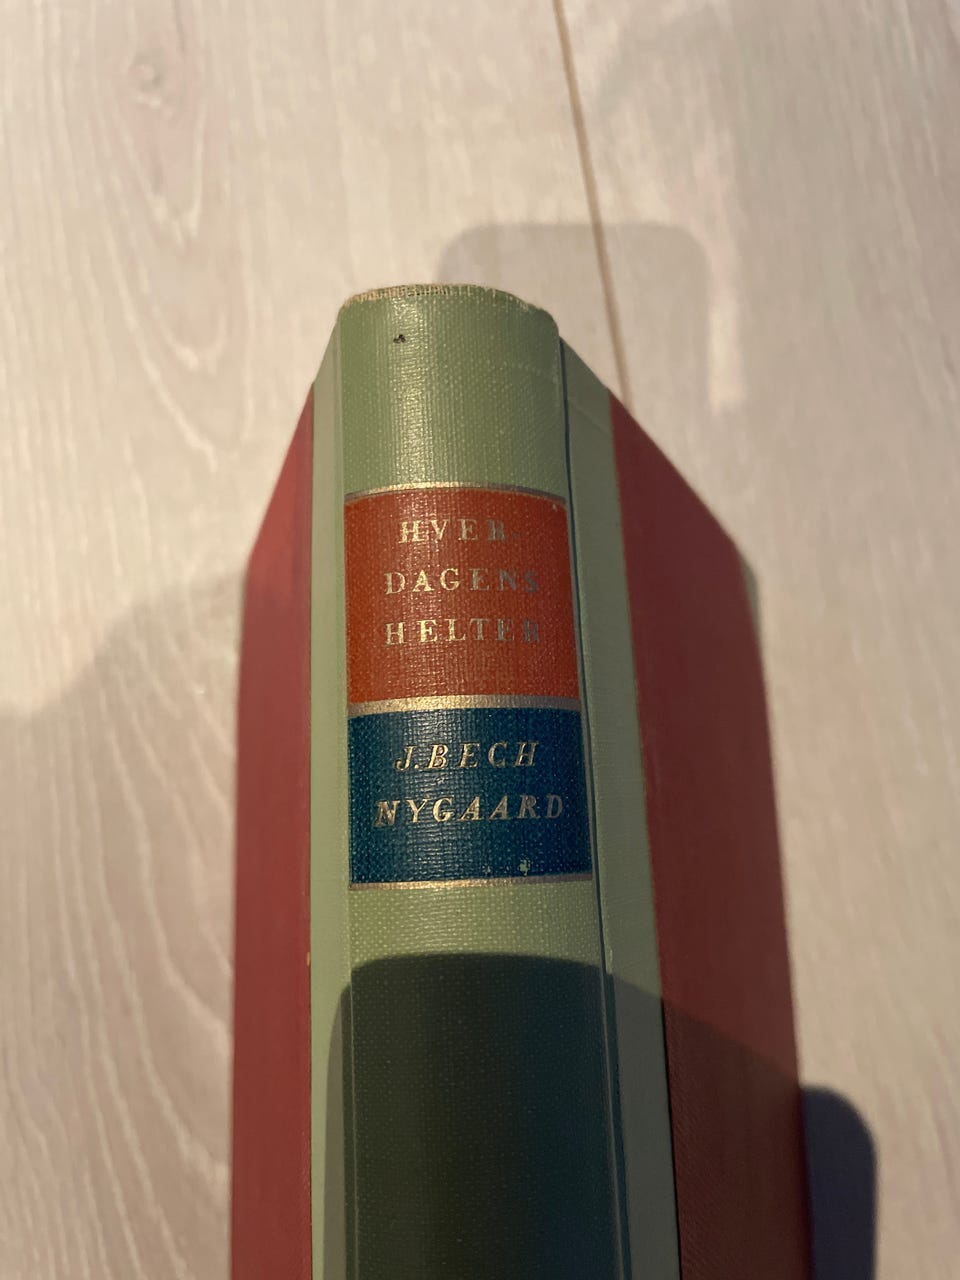 HVER
DAGENS
HELTER
J. BECH
NYGAARD